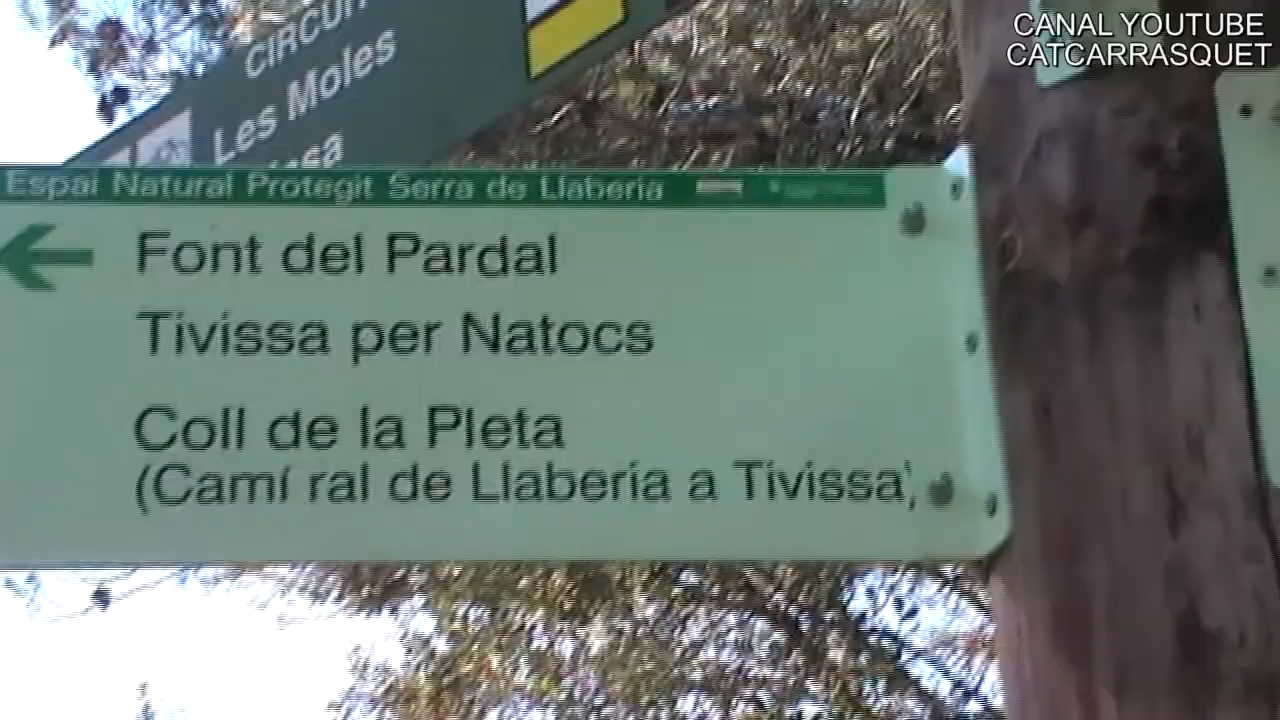 CANAL YOUTUBE
CATCARRASQUET
CIRCUIT
Les Moles
Espai Natural Protegit Serra de Llaberia
Font del Pardal
Tivissa per Natocs
Coll de la Pleta
(Camí ral de Llaberia a Tivissa)